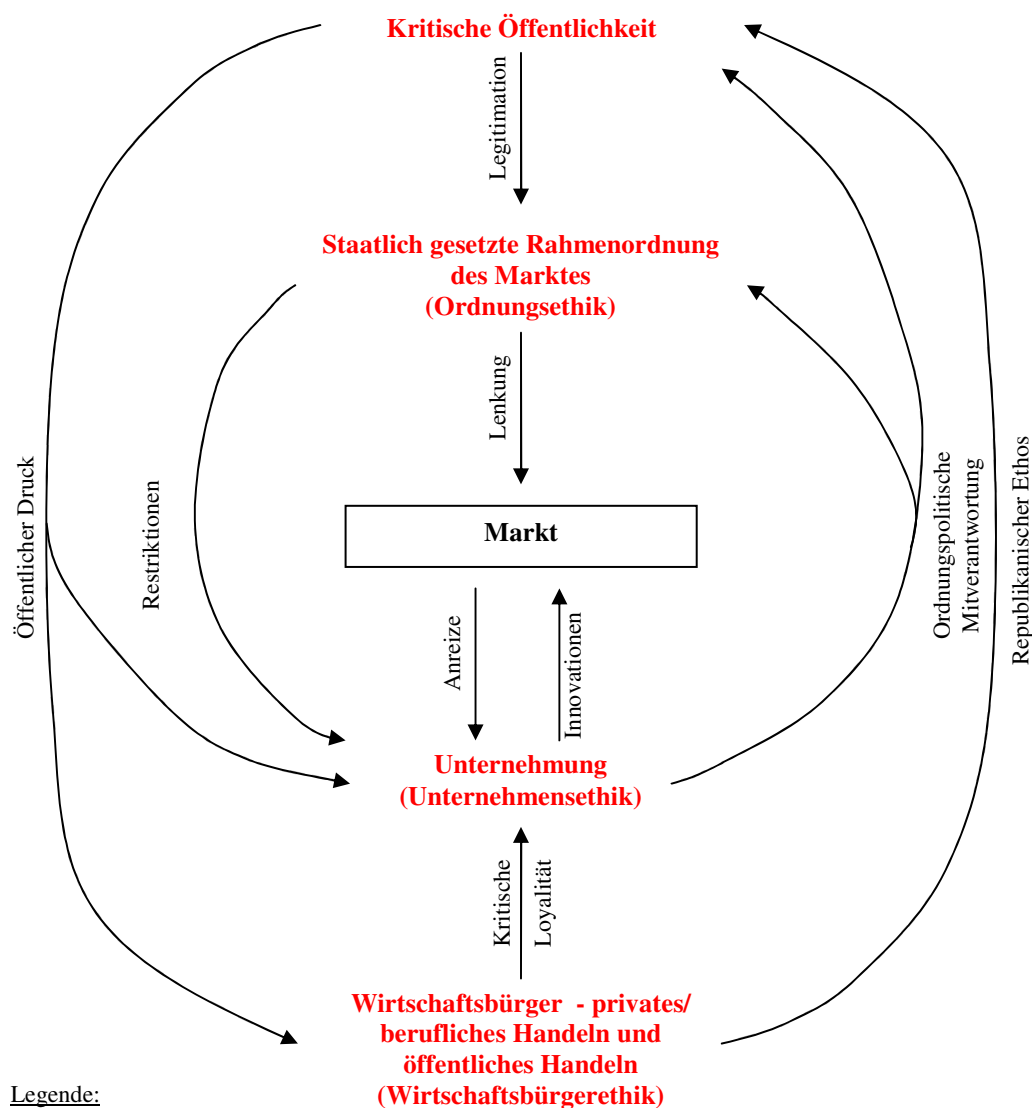 Kritische Öffentlichkeit
Legitimation
Staatlich gesetzte Rahmenordnung
des Marktes
(Ordnungsethik)
Lenkung
Öffentlicher Druck
Restriktionen
Markt
Ordnungspolitische
Mitverantwortung
Republikanischer Ethos
Anreize
Innovationen
Unternehmung
(Unternehmensethik)
Kritische
Loyalität
Wirtschaftsbürger - privates/
berufliches Handeln und
öffentliches Handeln
(Wirtschaftsbürgerethik)
Legende: